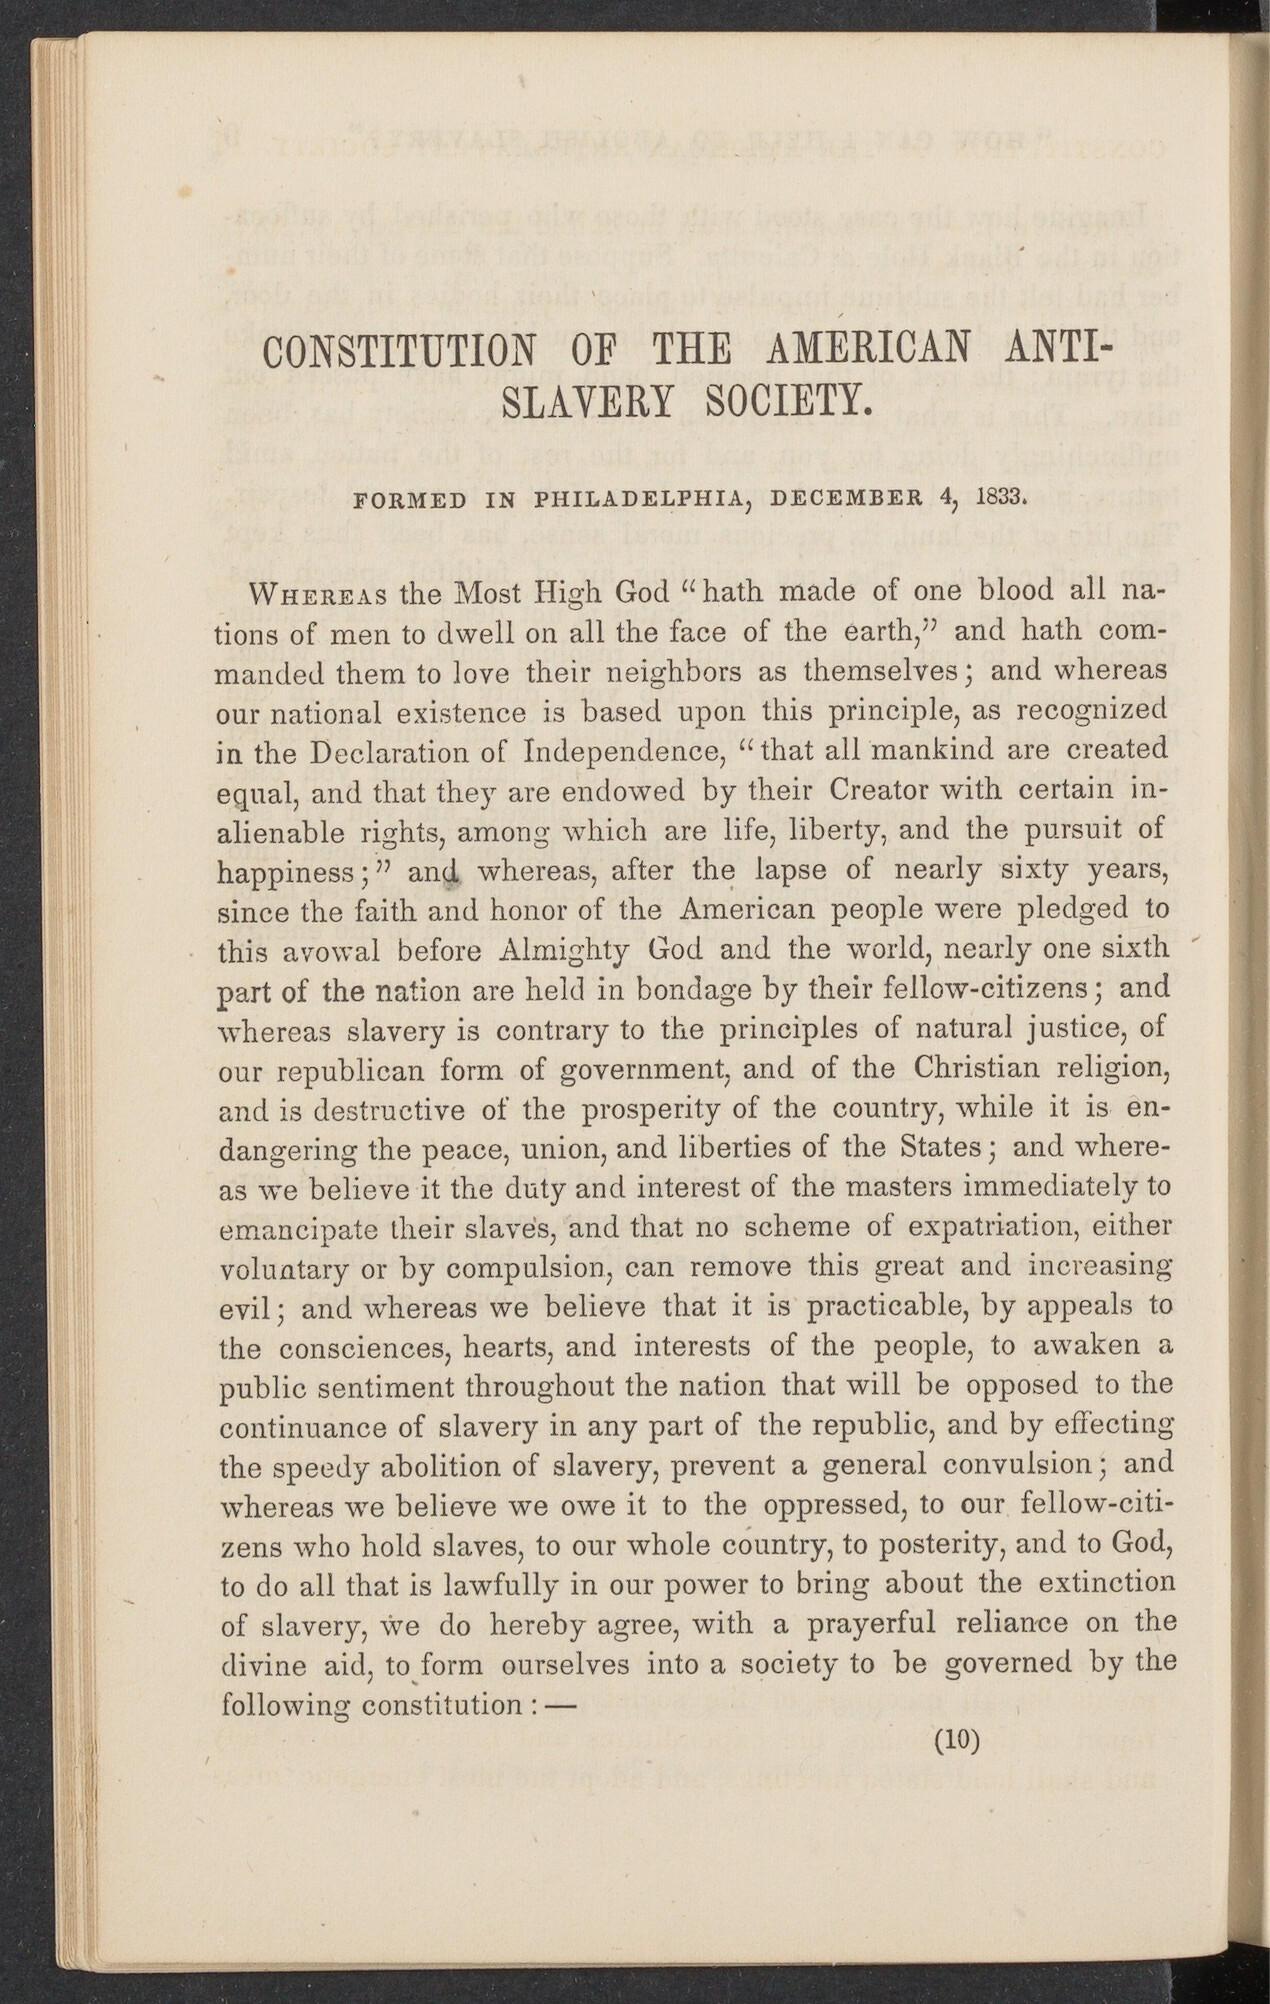 CONSTITUTION OF THE AMERICAN ANTI-
SLAVERY SOCIETY.
FORMED IN PHILADELPHIA, DECEMBER 4, 1833.
WHEREAS the Most High God "hath made of one blood all na-
tions of men to dwell on all the face of the earth," and hath com-
manded them to love their neighbors as themselves; and whereas
our national existence is based upon this principle, as recognized
in the Declaration of Independence, "that all mankind are created
equal, and that they are endowed by their Creator with certain in-
alienable rights, among which are life, liberty, and the pursuit of
happiness;" and whereas, after the lapse of nearly sixty years,
since the faith and honor of the American people were pledged to
this avowal before Almighty God and the world, nearly one sixth
part of the nation are held in bondage by their fellow-citizens; and
whereas slavery is contrary to the principles of natural justice, of
our republican form of government, and of the Christian religion,
and is destructive of the prosperity of the country, while it is en-
dangering the peace, union, and liberties of the States; and where-
as we believe it the duty and interest of the masters immediately to
emancipate their slaves, and that no scheme of expatriation, either
voluntary or by compulsion, can remove this great and increasing
evil; and whereas we believe that it is practicable, by appeals to
the consciences, hearts, and interests of the people, to awaken a
public sentiment throughout the nation that will be opposed to the
continuance of slavery in any part of the republic, and by effecting
the speedy abolition of slavery, prevent a general convulsion; and
whereas we believe we owe it to the oppressed, to our fellow-citi-
zens who hold slaves, to our whole country, to posterity, and to God,
to do all that is lawfully in our power to bring about the extinction
of slavery, we do hereby agree, with a prayerful reliance on the
divine aid, to form ourselves into a society to be governed by the
following constitution: —
(10)